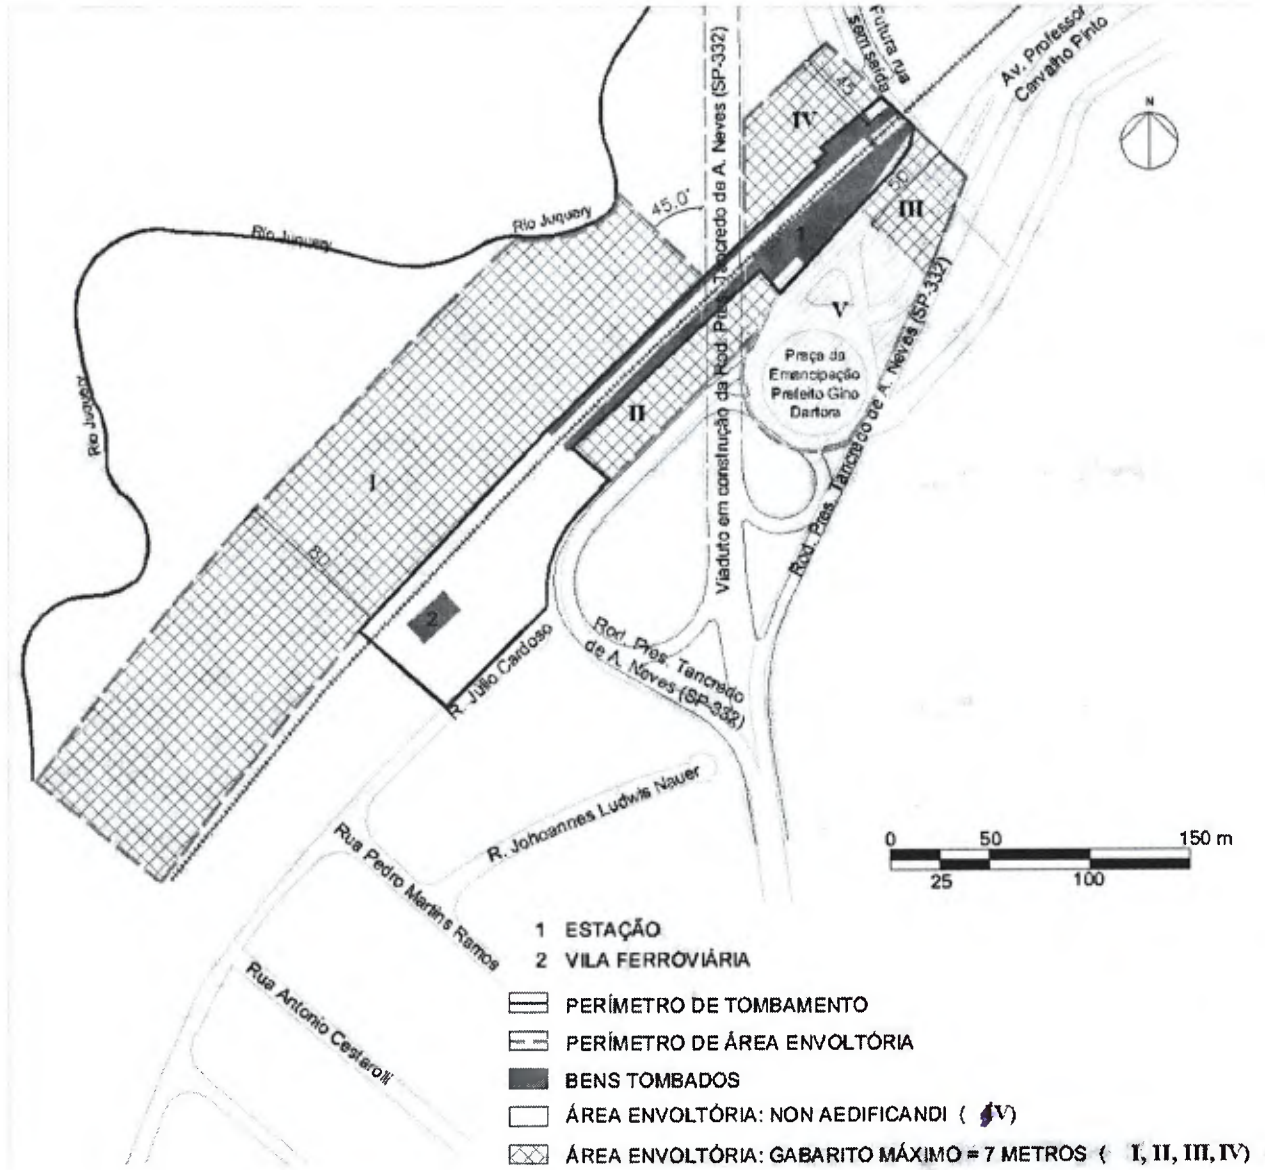 Futura rua
sem saída
Av. Professor
Carvalho Pinto
N
45
IV
50
III
Viaduto em construção da Rod. Pres. Tancredo de A. Neves (SP-332)
45.0°
Rio Juquery
Rio Juquery
Rio Juquery
1
V
Praça da
Emancipação
Prefeito Gino
Dartora
Rod. Pres. Tancredo de A. Neves (SP-332)
II
I
80
2
R. Júlio Cardoso
Rod. Pres. Tancredo
de A. Neves (SP-332)
R. Johoannes Ludwis Nauer
Rua Pedro Martins Ramos
Rua Antonio Cestarolli
0 50 150 m
25 100
1 ESTAÇÃO
2 VILA FERROVIÁRIA
PERÍMETRO DE TOMBAMENTO
PERÍMETRO DE ÁREA ENVOLTÓRIA
BENS TOMBADOS
ÁREA ENVOLTÓRIA: NON AEDIFICANDI ( V)
ÁREA ENVOLTÓRIA: GABARITO MÁXIMO = 7 METROS ( I, II, III, IV)